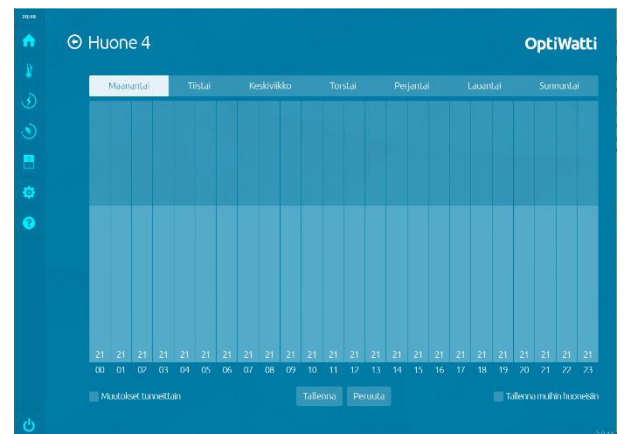 20:49
Huone 4
OptiWatti
Maanantai Tiistai Keskiviikko Torstai Perjantai Lauantai Sunnuntai
21 21 21 21 21 21 21 21 21 21 21 21 21 21 21 21 21 21 21 21 21 21 21 21
00 01 02 03 04 05 06 07 08 09 10 11 12 13 14 15 16 17 18 19 20 21 22 23
Muutokset tunneittain Tallenna Peruuta Tallenna muihin huoneisiin